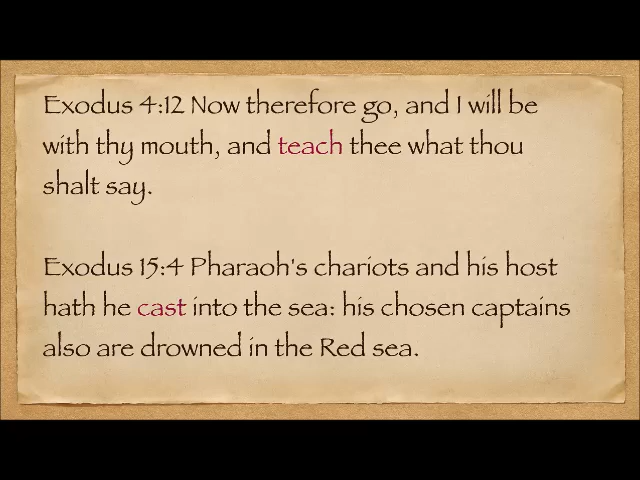 Exodus 4:12 Now therefore go, and I will be
with thy mouth, and teach thee what thou
shalt say.
Exodus 15:4 Pharaoh's chariots and his host
hath he cast into the sea: his chosen captains
also are drowned in the Red sea.